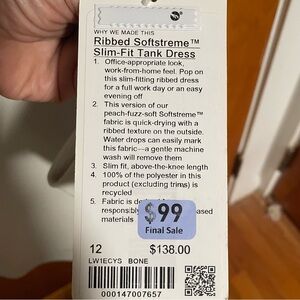 WHY WE MADE THIS
Ribbed Softstreme™
Slim-Fit Tank Dress
1. Office-appropriate look,
work-from-home feel. Pop on
this slim-fitting ribbed dress
for a full work day or an easy
evening off
2. This version of our
peach-fuzz-soft Softstreme™
fabric is quick-drying with a
ribbed texture on the outside.
Water drops can easily mark
this fabric—a gentle machine
wash will remove them
3. Slim fit, above-the-knee length
4. 100% of the polyester in this
product (excluding trims) is
recycled
5. Fabric is
responsibly
materials
$99
Final Sale
12 $138.00
LW1ECYS BONE
000147007657